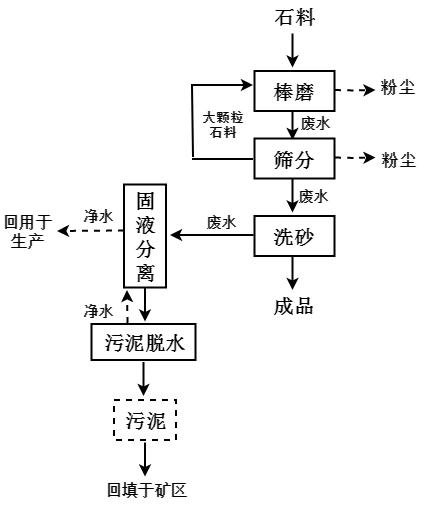 石料
棒磨
粉尘
大颗粒
石料
废水
筛分
粉尘
废水
固
液
分
离
净水
回用于
生产
废水
洗砂
成品
净水
污泥脱水
污泥
回填于矿区